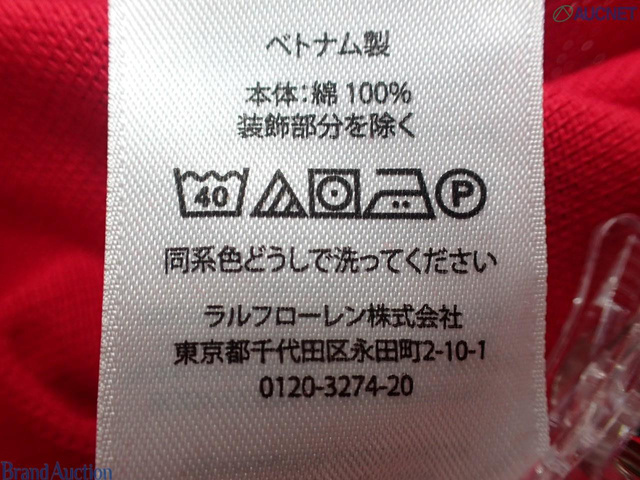 AUCNET
ベトナム製
本体:綿 100%
装飾部分を除く
40
P
同系色どうしで洗ってください
ラルフローレン株式会社
東京都千代田区永田町2-10-1
0120-3274-20
Brand Auction